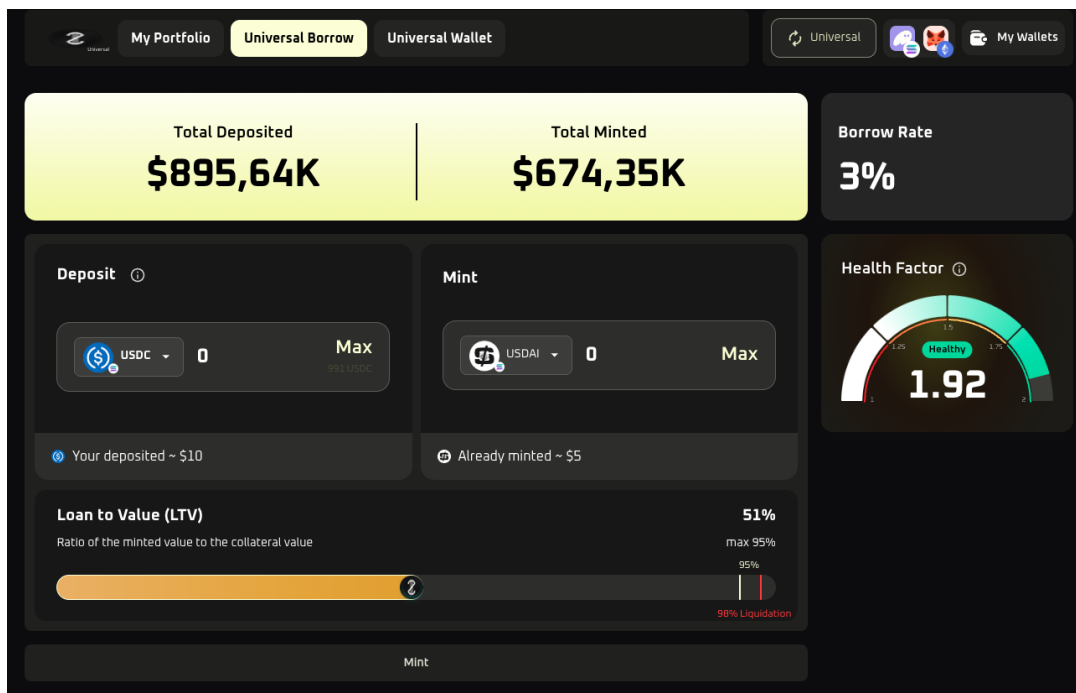 Universal
My Portfolio
Universal Borrow
Universal Wallet
Universal
My Wallets
Total Deposited
$895,64K
Total Minted
$674,35K
Borrow Rate
3%
Deposit
USDC
0
Max
991 USDC
Your deposited ~ $10
Mint
USDAI
0
Max
Already minted ~ $5
Health Factor
1.5
1.25
Healthy
1.75
1.92
1
2
Loan to Value (LTV)
51%
Ratio of the minted value to the collateral value
max 95%
95%
98% Liquidation
Mint